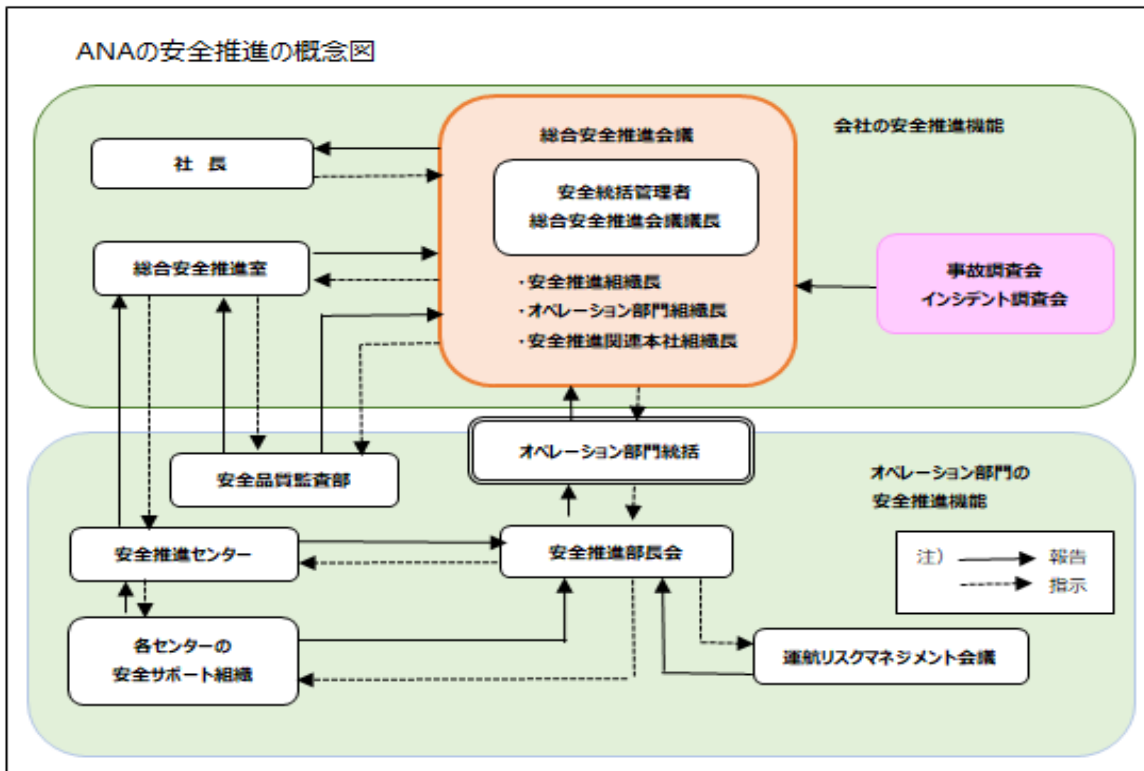 ANAの安全推進の概念図
総合安全推進会議
会社の安全推進機能
社 長
安全統括管理者
総合安全推進会議議長
総合安全推進室
・安全推進組織長
・オペレーション部門組織長
・安全推進関連本社組織長
事故調査会
インシデント調査会
オペレーション部門統括
安全品質監査部
オペレーション部門の
安全推進機能
安全推進センター
安全推進部長会
注） 報告
指示
各センターの
安全サポート組織
運航リスクマネジメント会議